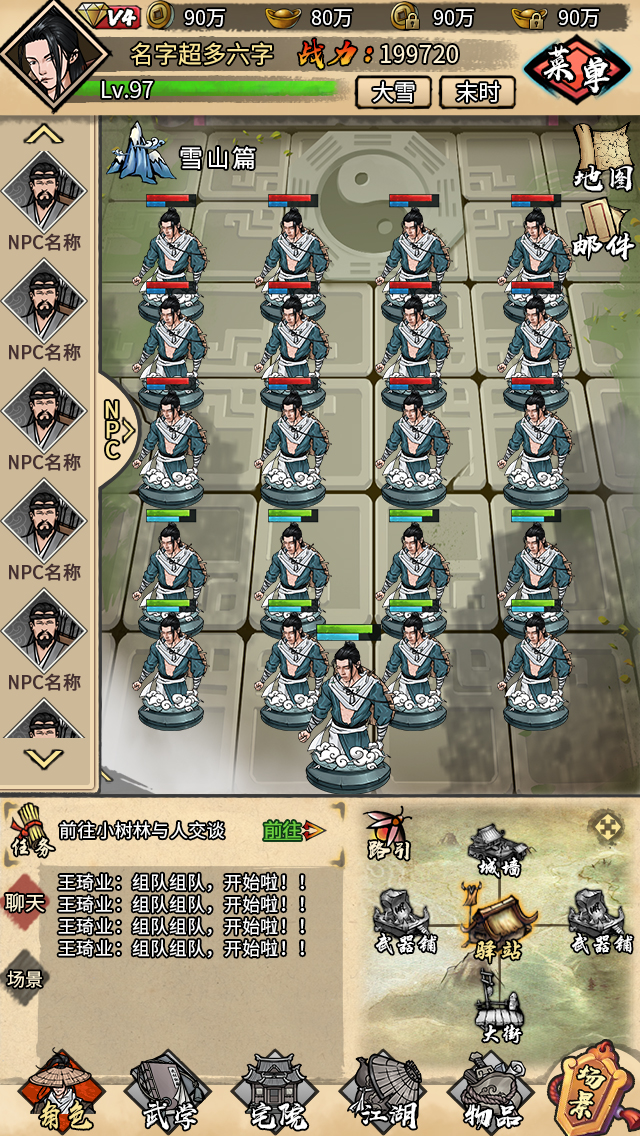 V4 90万 80万 90万 90万
名字超多六字 战力：199720
菜单
Lv.97 大雪 末时
雪山篇
地图
邮件
NPC名称
NPC名称
NPC名称
NPC名称
NPC名称
NPC
任务 前往小树林与人交谈 前往
聊天
王琦业：组队组队，开始啦！！
王琦业：组队组队，开始啦！！
王琦业：组队组队，开始啦！！
王琦业：组队组队，开始啦！！
场景
路引
城墙
武器铺 驿站 武器铺
大街
角色 武学 宅院 江湖 物品 场景